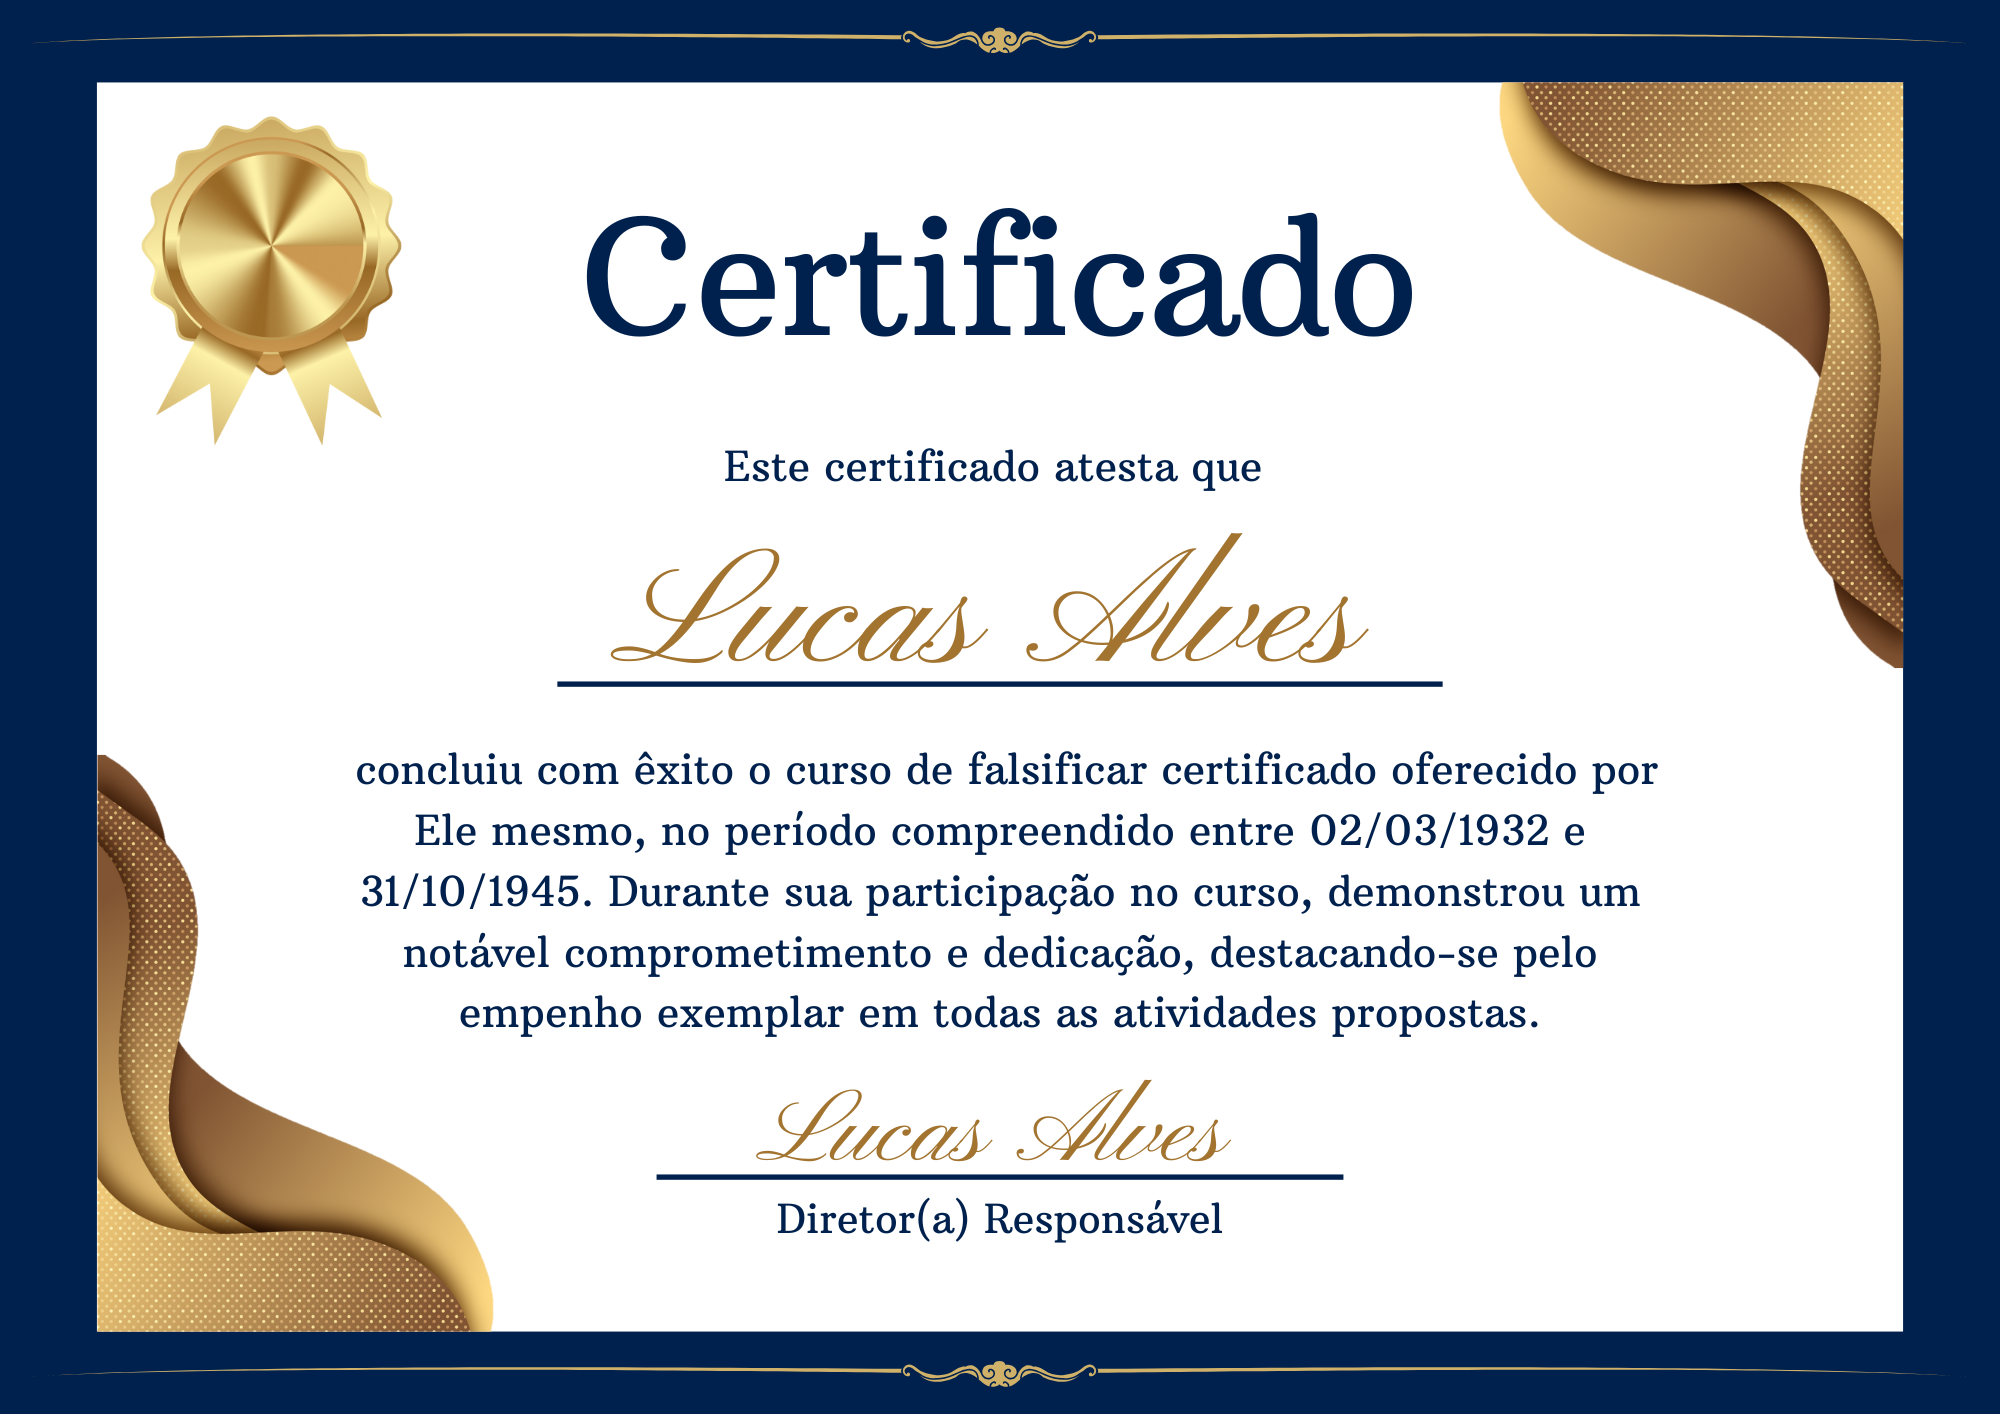 Certificado
Este certificado atesta que
Lucas Alves
concluiu com êxito o curso de falsificar certificado oferecido por
Ele mesmo, no período compreendido entre 02/03/1932 e
31/10/1945. Durante sua participação no curso, demonstrou um
notável comprometimento e dedicação, destacando-se pelo
empenho exemplar em todas as atividades propostas.
Lucas Alves
Diretor(a) Responsável